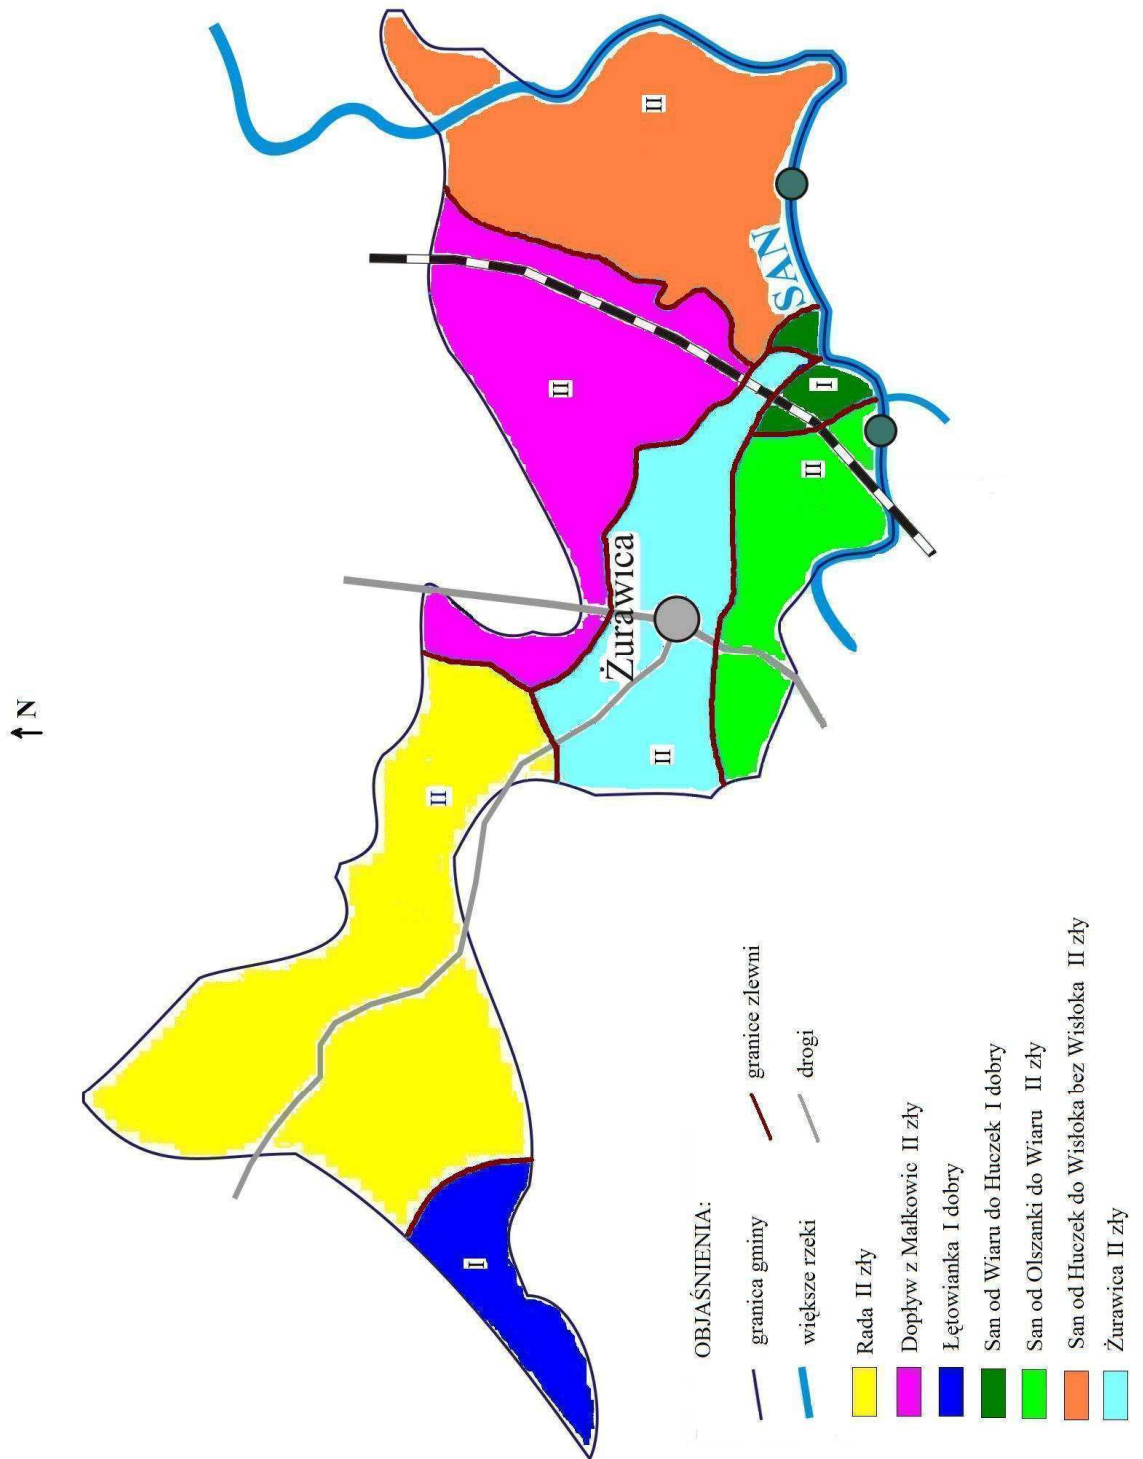 N
II
II
SAN
I
II
Żurawica
II
II
I
OBJAŚNIENIA:
granica gminy
granice zlewni
większe rzeki
drogi
Rada II zły
Dopływ z Małkowic II zły
Łętowianka I dobry
San od Wiaru do Huczek I dobry
San od Olszanki do Wiaru II zły
San od Huczek do Wisłoka bez Wisłoka II zły
Żurawica II zły